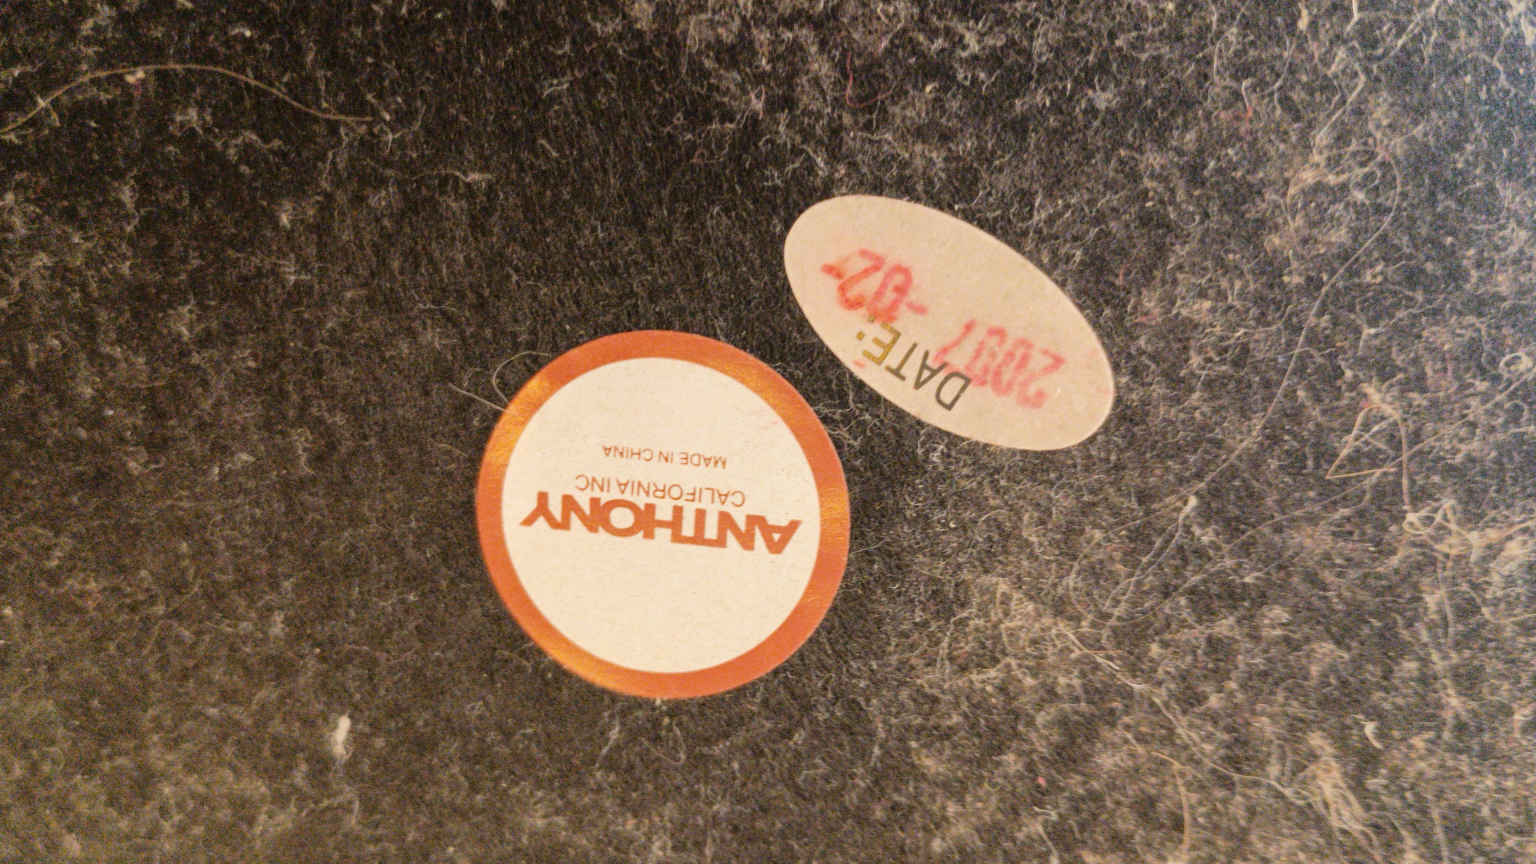 ANTHONY
CALIFORNIA INC
MADE IN CHINA
DATE:
2007-02